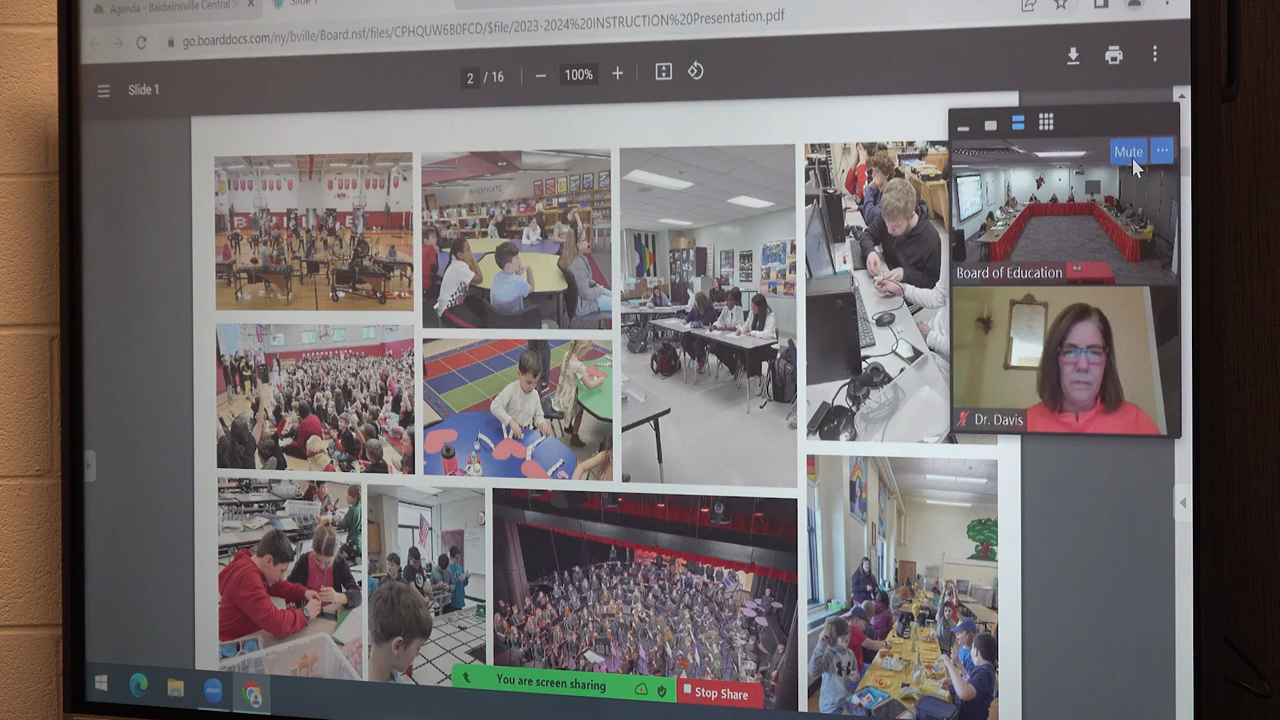 Agenda - Baldwinsville Central S
Slide 1
go.boarddocs.com/ny/bville/Board.nsf/files/CPHQUW6B0FCD/$file/2023-2024%20INSTRUCTION%20Presentation.pdf
Slide 1
2 / 16
100%
Mute
INVESTIGATE
Board of Education
Dr. Davis
You are screen sharing
Stop Share
zoom